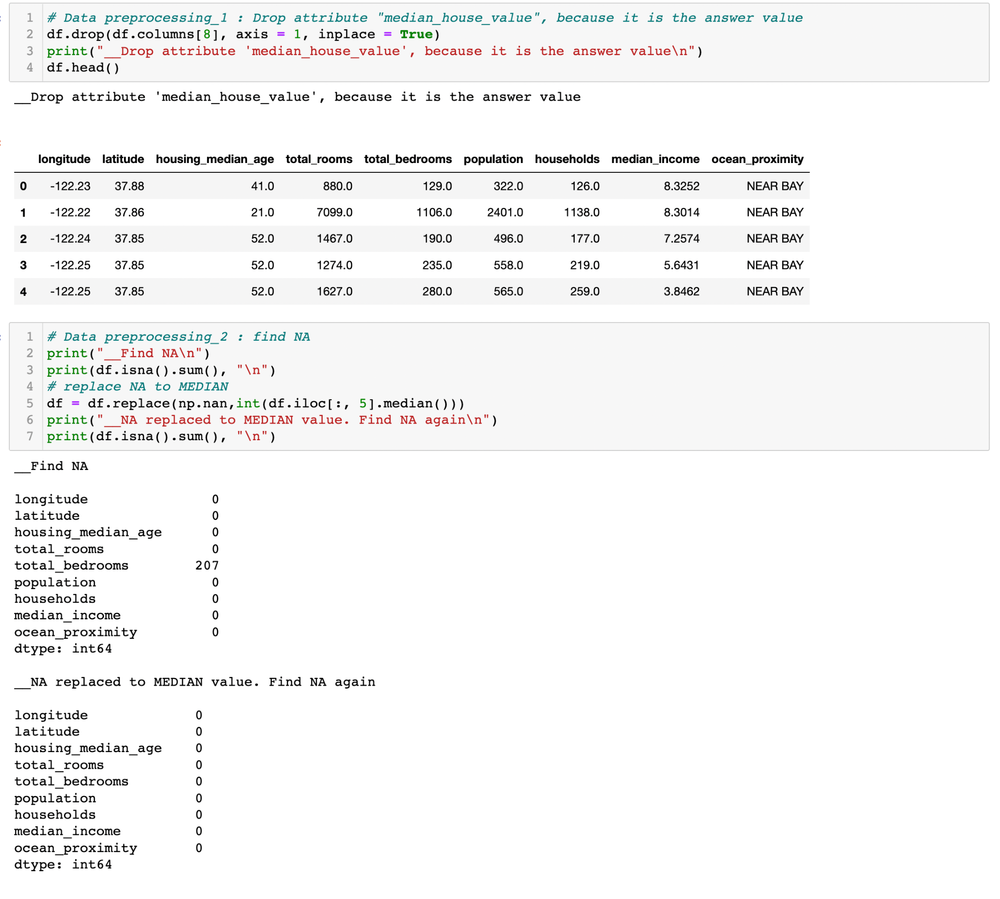 1 # Data preprocessing_1 : Drop attribute "median_house_value", because it is the answer value
2 df.drop(df.columns[8], axis = 1, inplace = True)
3 print("__Drop attribute 'median_house_value', because it is the answer value\n")
4 df.head()
__Drop attribute 'median_house_value', because it is the answer value
longitude latitude housing_median_age total_rooms total_bedrooms population households median_income ocean_proximity
0 -122.23 37.88 41.0 880.0 129.0 322.0 126.0 8.3252 NEAR BAY
1 -122.22 37.86 21.0 7099.0 1106.0 2401.0 1138.0 8.3014 NEAR BAY
2 -122.24 37.85 52.0 1467.0 190.0 496.0 177.0 7.2574 NEAR BAY
3 -122.25 37.85 52.0 1274.0 235.0 558.0 219.0 5.6431 NEAR BAY
4 -122.25 37.85 52.0 1627.0 280.0 565.0 259.0 3.8462 NEAR BAY
1 # Data preprocessing_2 : find NA
2 print("__Find NA\n")
3 print(df.isna().sum(), "\n")
4 # replace NA to MEDIAN
5 df = df.replace(np.nan,int(df.iloc[:, 5].median()))
6 print("__NA replaced to MEDIAN value. Find NA again\n")
7 print(df.isna().sum(), "\n")
__Find NA
longitude 0
latitude 0
housing_median_age 0
total_rooms 0
total_bedrooms 207
population 0
households 0
median_income 0
ocean_proximity 0
dtype: int64
__NA replaced to MEDIAN value. Find NA again
longitude 0
latitude 0
housing_median_age 0
total_rooms 0
total_bedrooms 0
population 0
households 0
median_income 0
ocean_proximity 0
dtype: int64